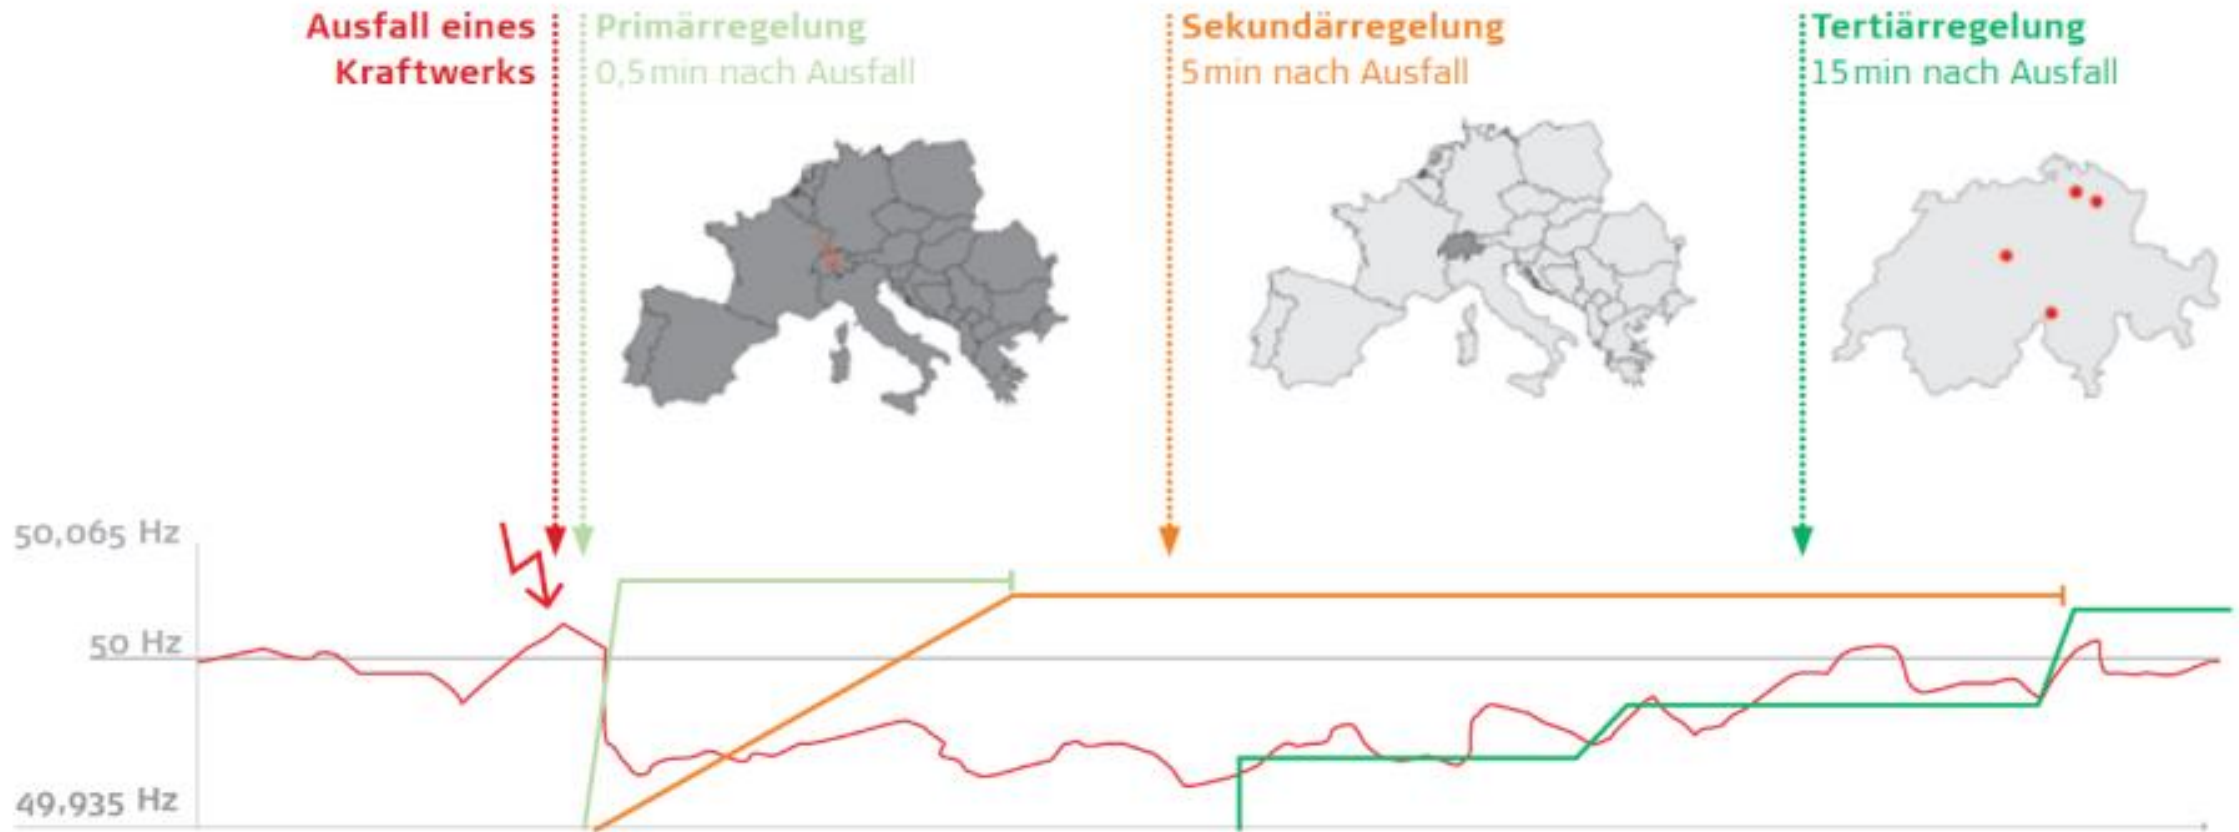 Ausfall eines
Kraftwerks
Primärregelung
0,5 min nach Ausfall
Sekundärregelung
5 min nach Ausfall
Tertiärregelung
15 min nach Ausfall
50,065 Hz
50 Hz
49,935 Hz